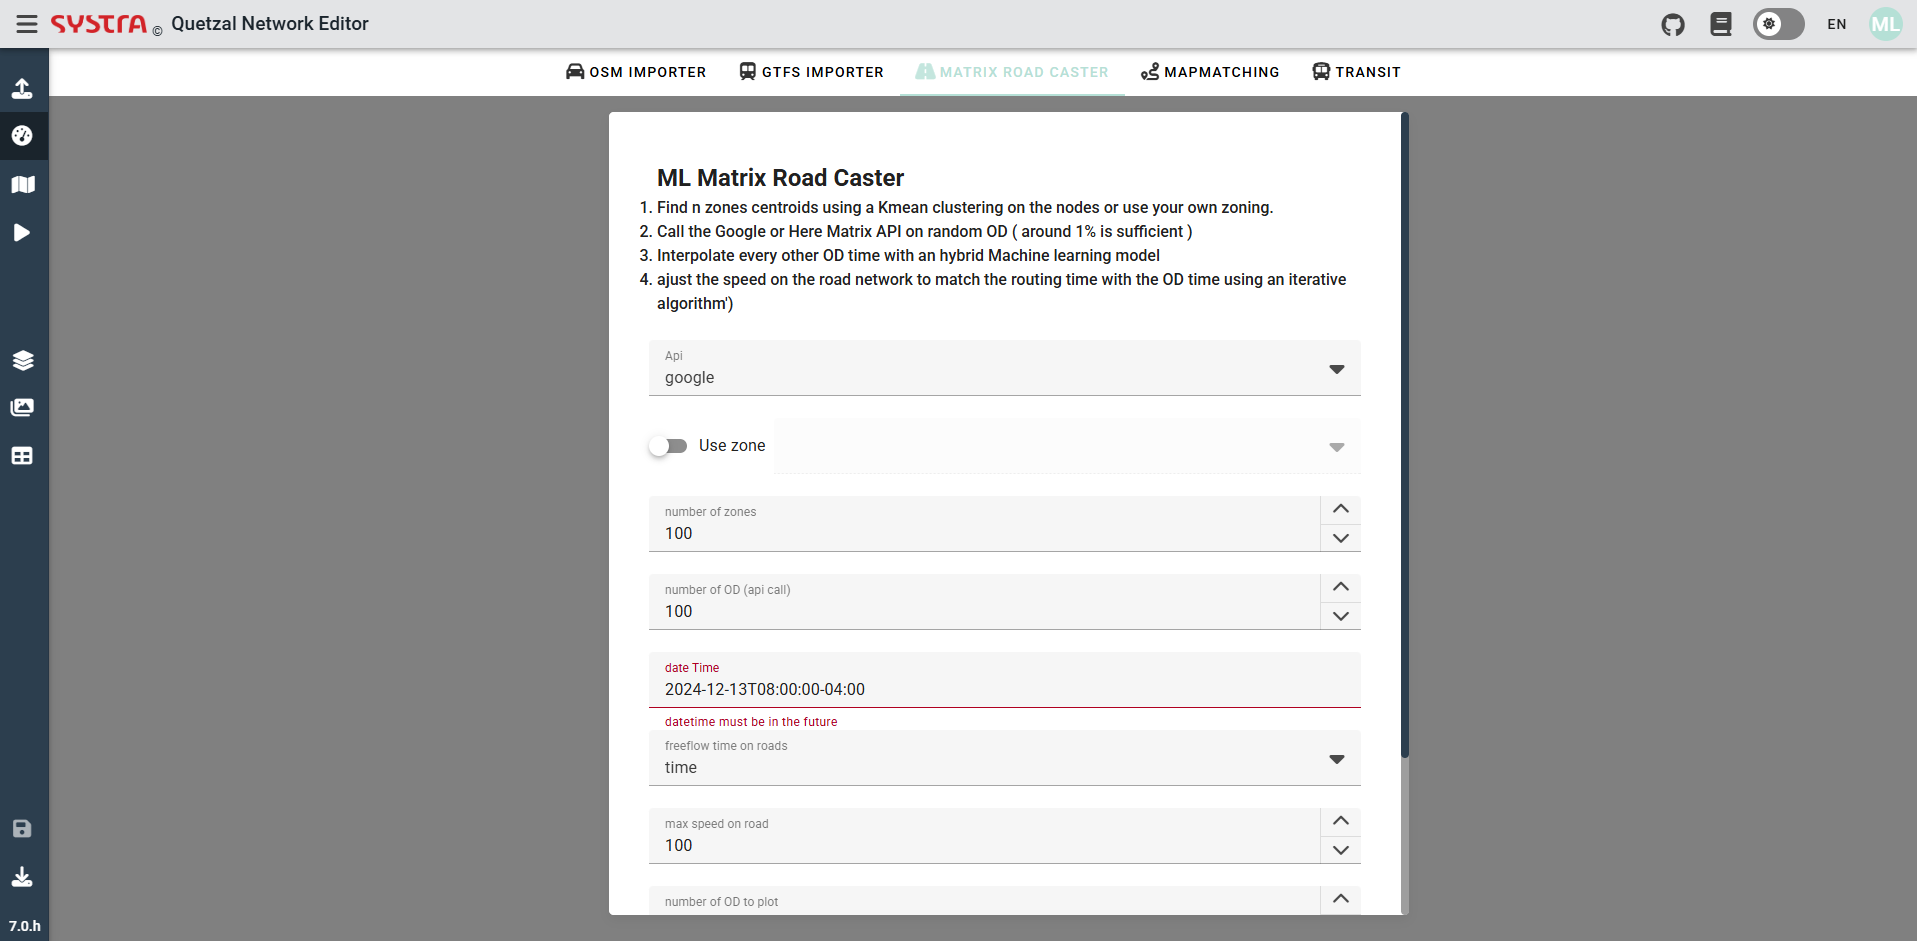 SYSTRA © Quetzal Network Editor
EN
ML
OSM IMPORTER
GTFS IMPORTER
MATRIX ROAD CASTER
MAPMATCHING
TRANSIT
ML Matrix Road Caster
1. Find n zones centroids using a Kmean clustering on the nodes or use your own zoning.
2. Call the Google or Here Matrix API on random OD ( around 1% is sufficient )
3. Interpolate every other OD time with an hybrid Machine learning model
4. ajust the speed on the road network to match the routing time with the OD time using an iterative
algorithm')
Api
google
Use zone
number of zones
100
number of OD (api call)
100
date Time
2024-12-13T08:00:00-04:00
datetime must be in the future
freeflow time on roads
time
max speed on road
100
number of OD to plot
7.0.h